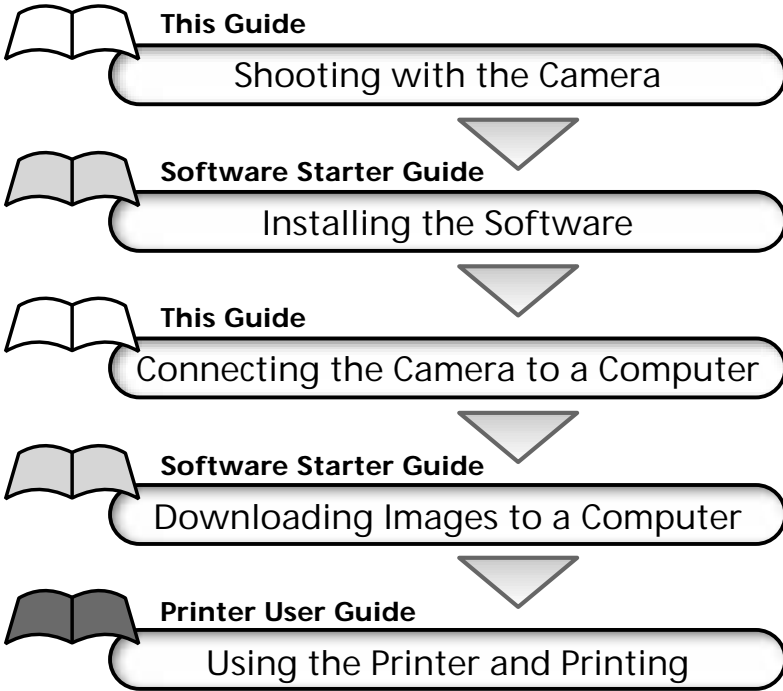 This Guide
Shooting with the Camera
Software Starter Guide
Installing the Software
This Guide
Connecting the Camera to a Computer
Software Starter Guide
Downloading Images to a Computer
Printer User Guide
Using the Printer and Printing